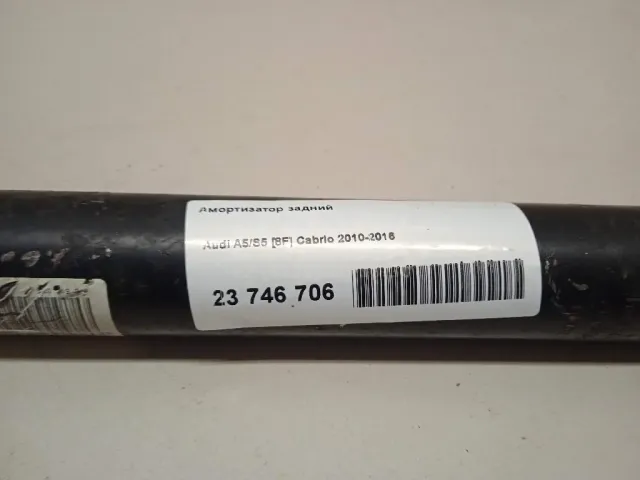 Амортизатор задний
Audi A5/S5 [8F] Cabrio 2010-2016
23 746 706